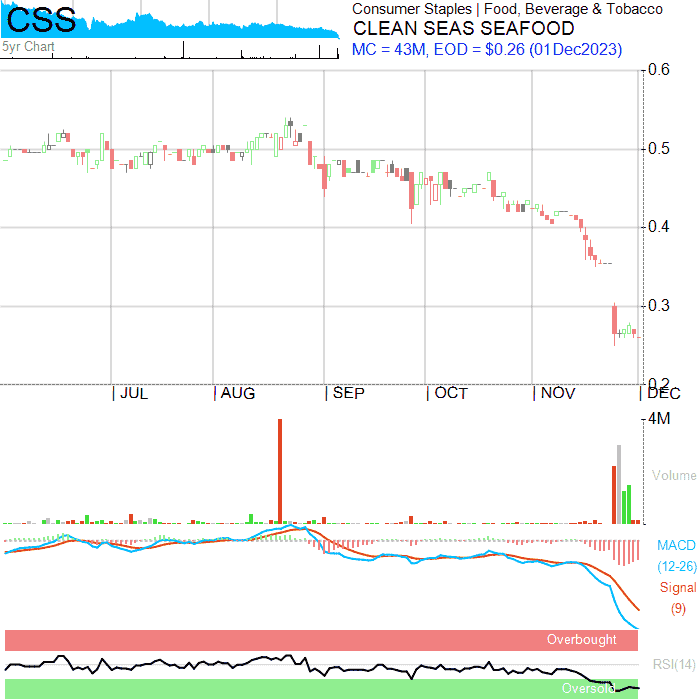 CSS
5yr Chart
Consumer Staples | Food, Beverage & Tobacco
CLEAN SEAS SEAFOOD
MC = 43M, EOD = $0.26 (01Dec2023)
0.6
0.5
0.4
0.3
0.2
JUL
AUG
SEP
OCT
NOV
DEC
4M
Volume
MACD
(12-26)
Signal
(9)
Overbought
RSI(14)
Oversold